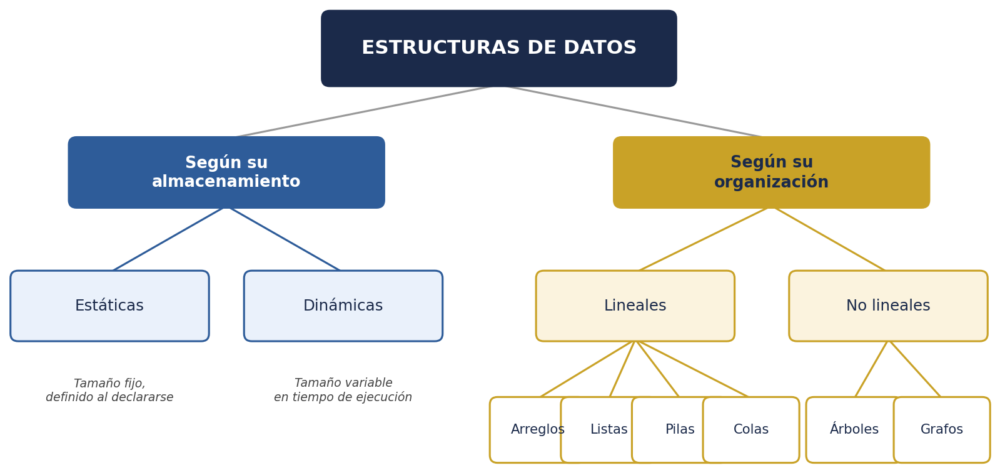 ESTRUCTURAS DE DATOS
Según su
almacenamiento
Según su
organización
Estáticas
Dinámicas
Lineales
No lineales
Tamaño fijo,
definido al declararse
Tamaño variable
en tiempo de ejecución
Arreglos
Listas
Pilas
Colas
Árboles
Grafos